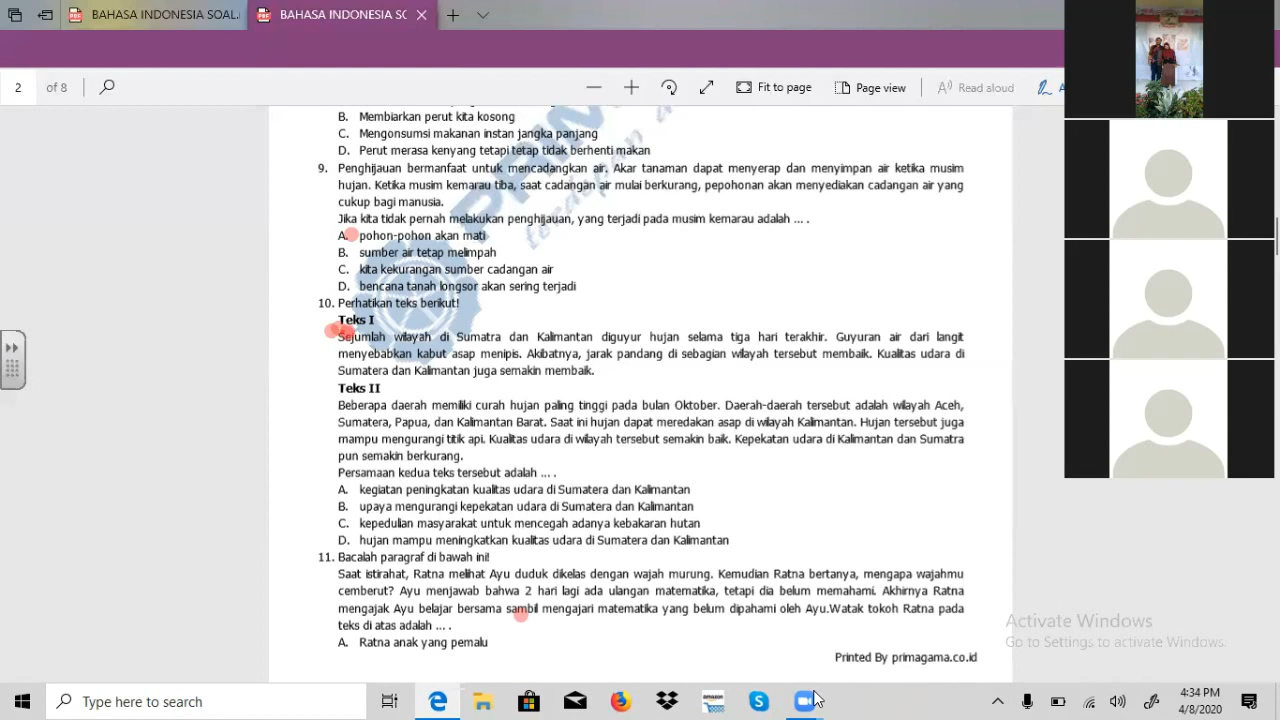 BAHASA INDONESIA SOAL
BAHASA INDONESIA SO
2 of 8
Fit to page
Page view
Read aloud
B. Membiarkan perut kita kosong
C. Mengonsumsi makanan instan jangka panjang
D. Perut merasa kenyang tetapi tetap tidak berhenti makan
9. Penghijauan bermanfaat untuk mencadangkan air. Akar tanaman dapat menyerap dan menyimpan air ketika musim
hujan. Ketika musim kemarau tiba, saat cadangan air mulai berkurang, pepohonan akan menyediakan cadangan air yang
cukup bagi manusia.
Jika kita tidak pernah melakukan penghijauan, yang terjadi pada musim kemarau adalah ... .
A. pohon-pohon akan mati
B. sumber air tetap melimpah
C. kita kekurangan sumber cadangan air
D. bencana tanah longsor akan sering terjadi
10. Perhatikan teks berikut!
Teks I
Sejumlah wilayah di Sumatra dan Kalimantan diguyur hujan selama tiga hari terakhir. Guyuran air dari langit
menyebabkan kabut asap menipis. Akibatnya, jarak pandang di sebagian wilayah tersebut membaik. Kualitas udara di
Sumatera dan Kalimantan juga semakin membaik.
Teks II
Beberapa daerah memiliki curah hujan paling tinggi pada bulan Oktober. Daerah-daerah tersebut adalah wilayah Aceh,
Sumatera, Papua, dan Kalimantan Barat. Saat ini hujan dapat meredakan asap di wilayah Kalimantan. Hujan tersebut juga
mampu mengurangi titik api. Kualitas udara di wilayah tersebut semakin baik. Kepekatan udara di Kalimantan dan Sumatra
pun semakin berkurang.
Persamaan kedua teks tersebut adalah ... .
A. kegiatan peningkatan kualitas udara di Sumatera dan Kalimantan
B. upaya mengurangi kepekatan udara di Sumatera dan Kalimantan
C. kepedulian masyarakat untuk mencegah adanya kebakaran hutan
D. hujan mampu meningkatkan kualitas udara di Sumatera dan Kalimantan
11. Bacalah paragraf di bawah ini!
Saat istirahat, Ratna melihat Ayu duduk dikelas dengan wajah murung. Kemudian Ratna bertanya, mengapa wajahmu
cemberut? Ayu menjawab bahwa 2 hari lagi ada ulangan matematika, tetapi dia belum memahami. Akhirnya Ratna
mengajak Ayu belajar bersama sambil mengajari matematika yang belum dipahami oleh Ayu.Watak tokoh Ratna pada
teks di atas adalah ... .
A. Ratna anak yang pemalu
Printed By primagama.co.id
Activate Windows
Go to Settings to activate Windows.
Type here to search
4:34 PM
4/8/2020